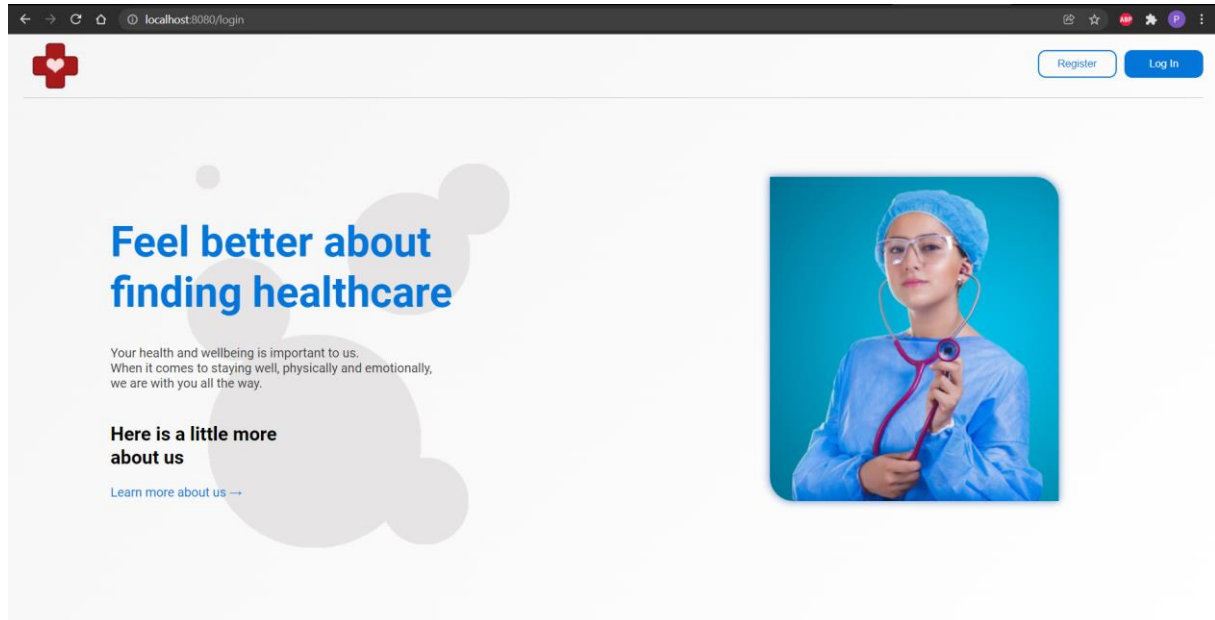 localhost:8080/login
ABP
P
Register
Log In
Feel better about
finding healthcare
Your health and wellbeing is important to us.
When it comes to staying well, physically and emotionally,
we are with you all the way.
Here is a little more
about us
Learn more about us →